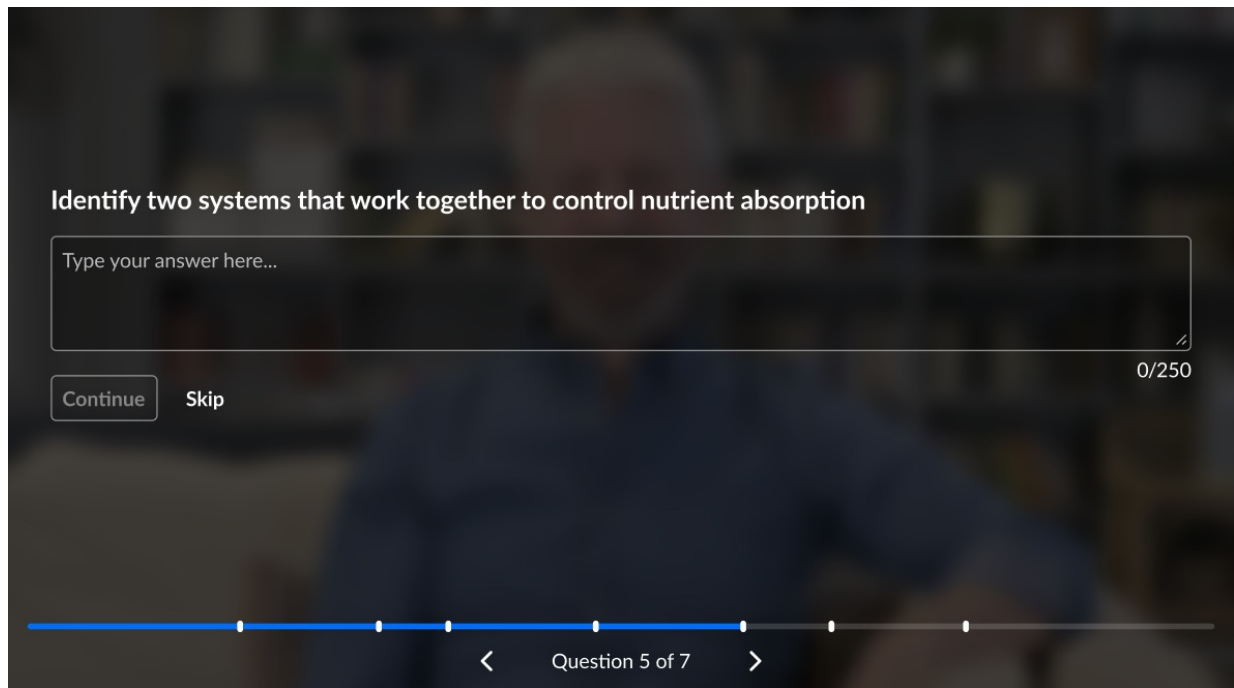 Identify two systems that work together to control nutrient absorption
Type your answer here...
0/250
Continue Skip
Question 5 of 7